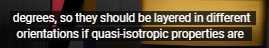 degrees, so they should be layered in different
orientations if quasi-isotropic properties are